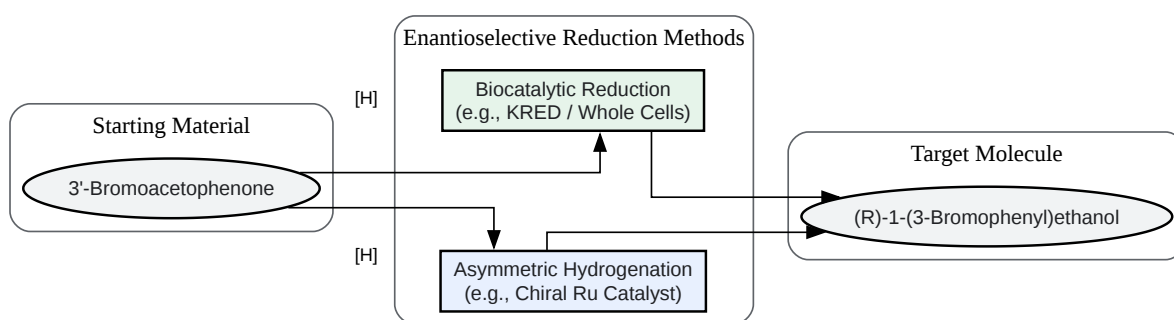 Enantioselective Reduction Methods
Biocatalytic Reduction
(e.g., KRED / Whole Cells)
[H]
Starting Material
3'-Bromoacetophenone
Target Molecule
(R)-1-(3-Bromophenyl)ethanol
[H]
Asymmetric Hydrogenation
(e.g., Chiral Ru Catalyst)